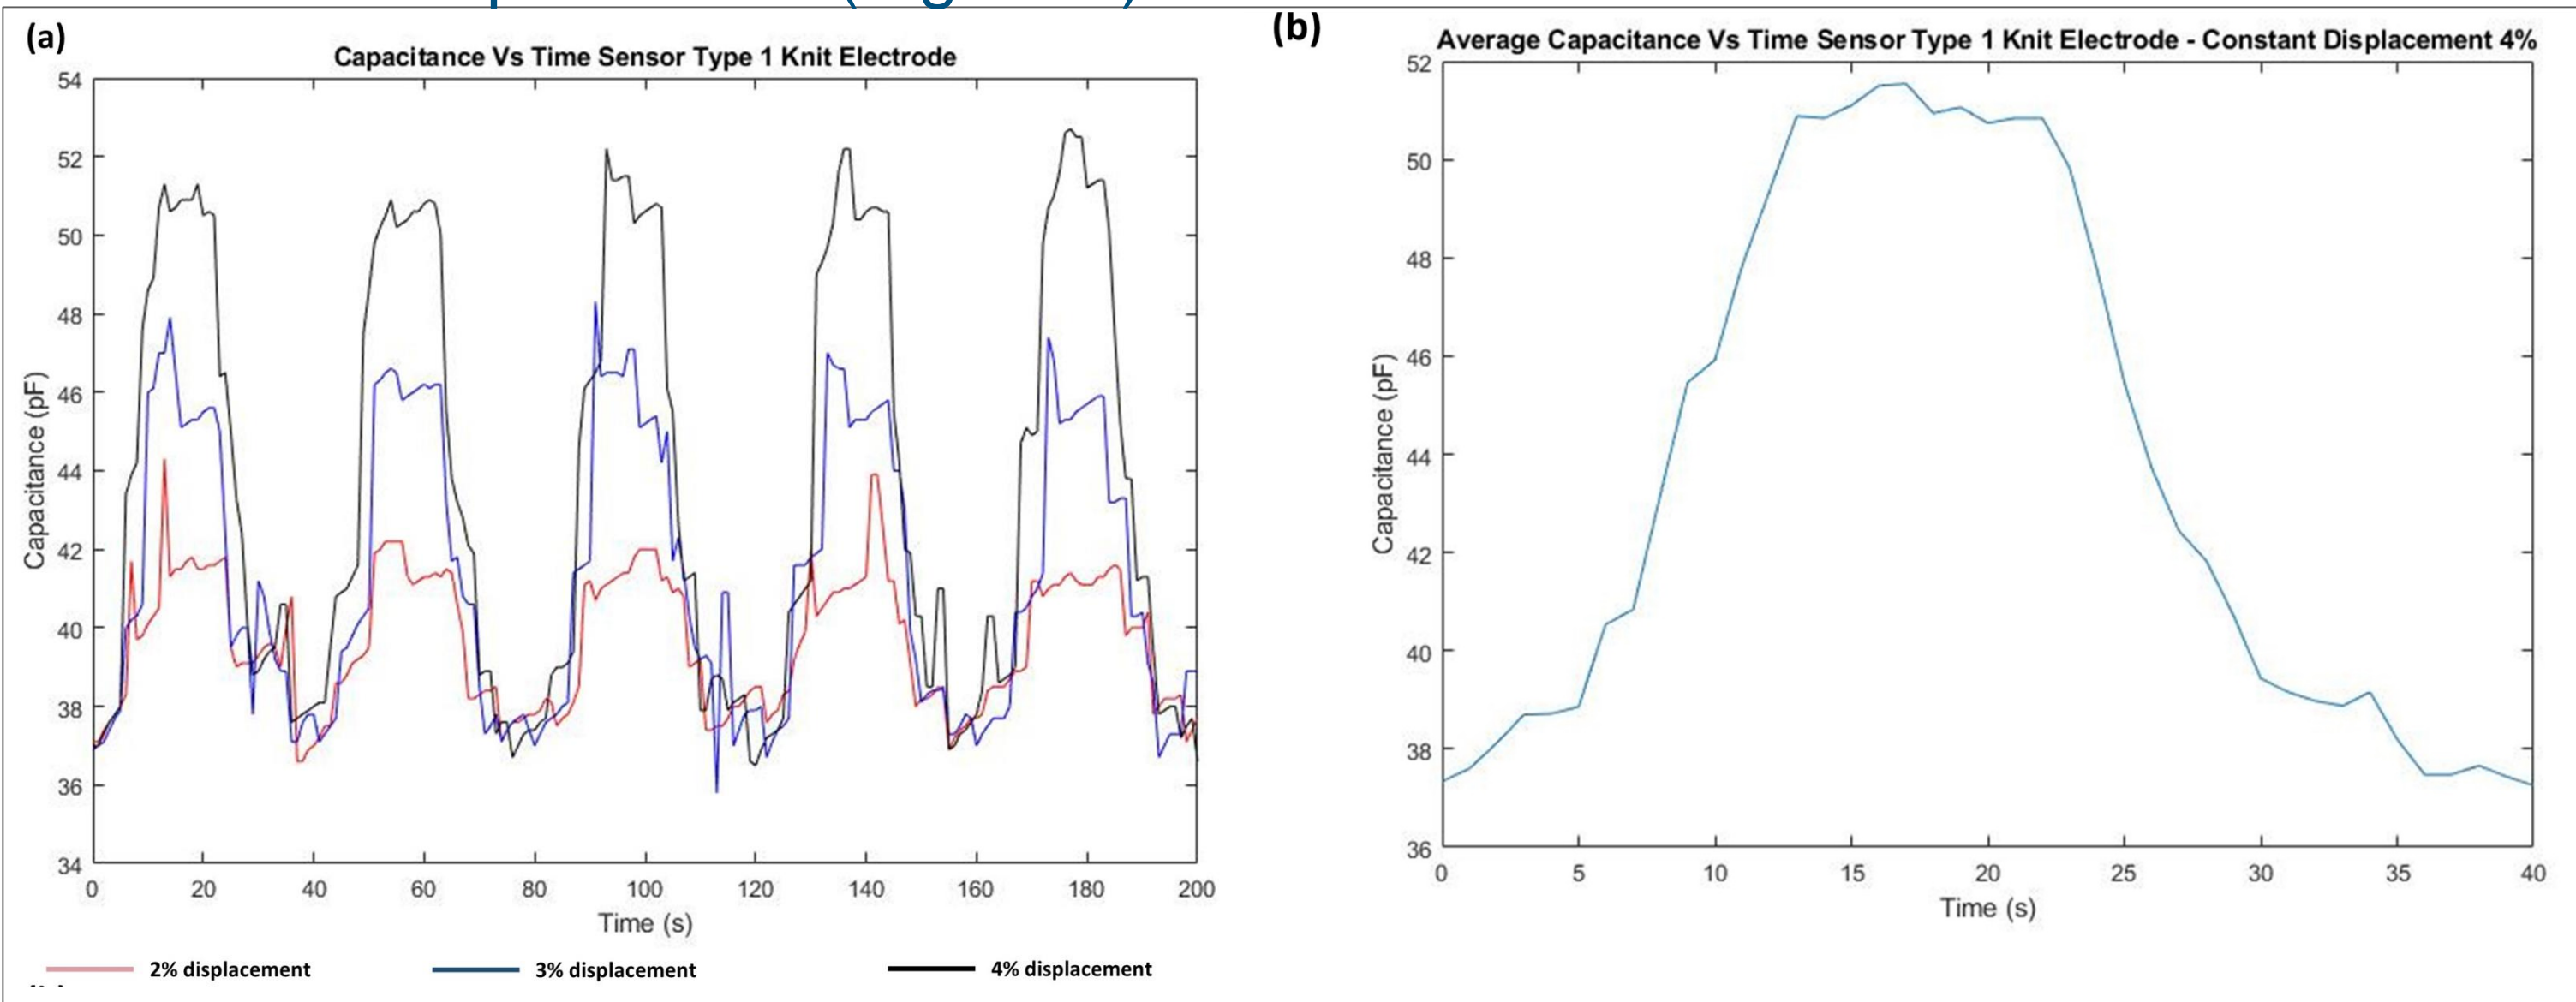 (a)
Capacitance Vs Time Sensor Type 1 Knit Electrode
54
52
50
48
46
44
42
40
38
36
34
Capacitance (pF)
0 20 40 60 80 100 120 140 160 180 200
Time (s)
2% displacement 3% displacement 4% displacement
(b)
Average Capacitance Vs Time Sensor Type 1 Knit Electrode - Constant Displacement 4%
52
50
48
46
44
42
40
38
36
Capacitance (pF)
0 5 10 15 20 25 30 35 40
Time (s)